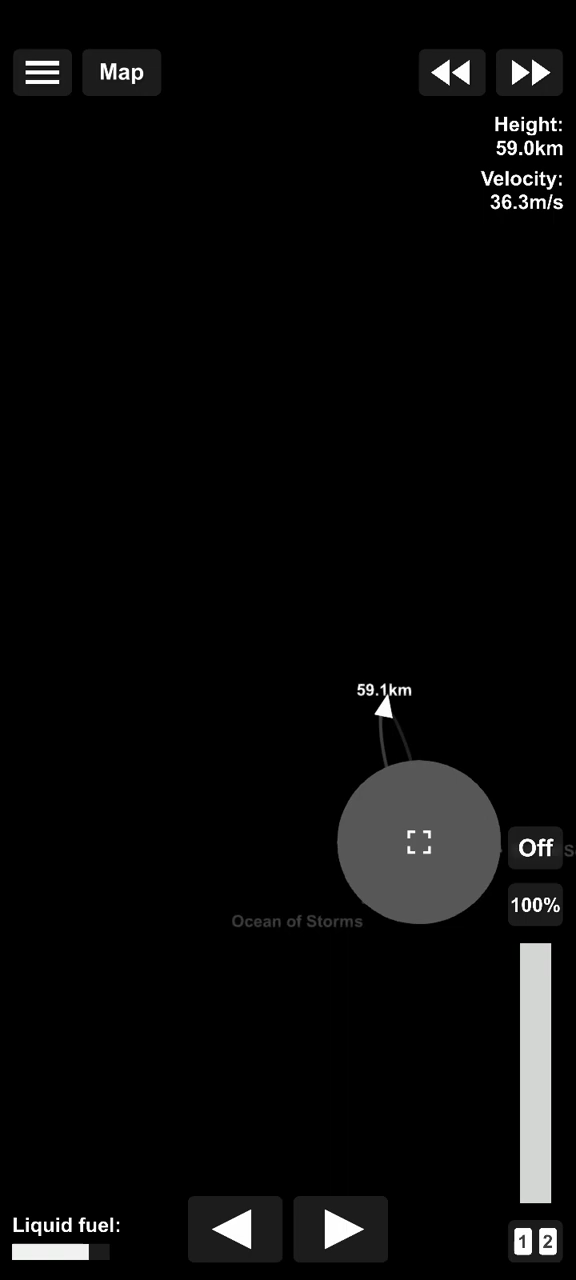 Map
Height:
59.0km
Velocity:
36.3m/s
59.1km
Off
100%
Ocean of Storms
Liquid fuel:
1 2